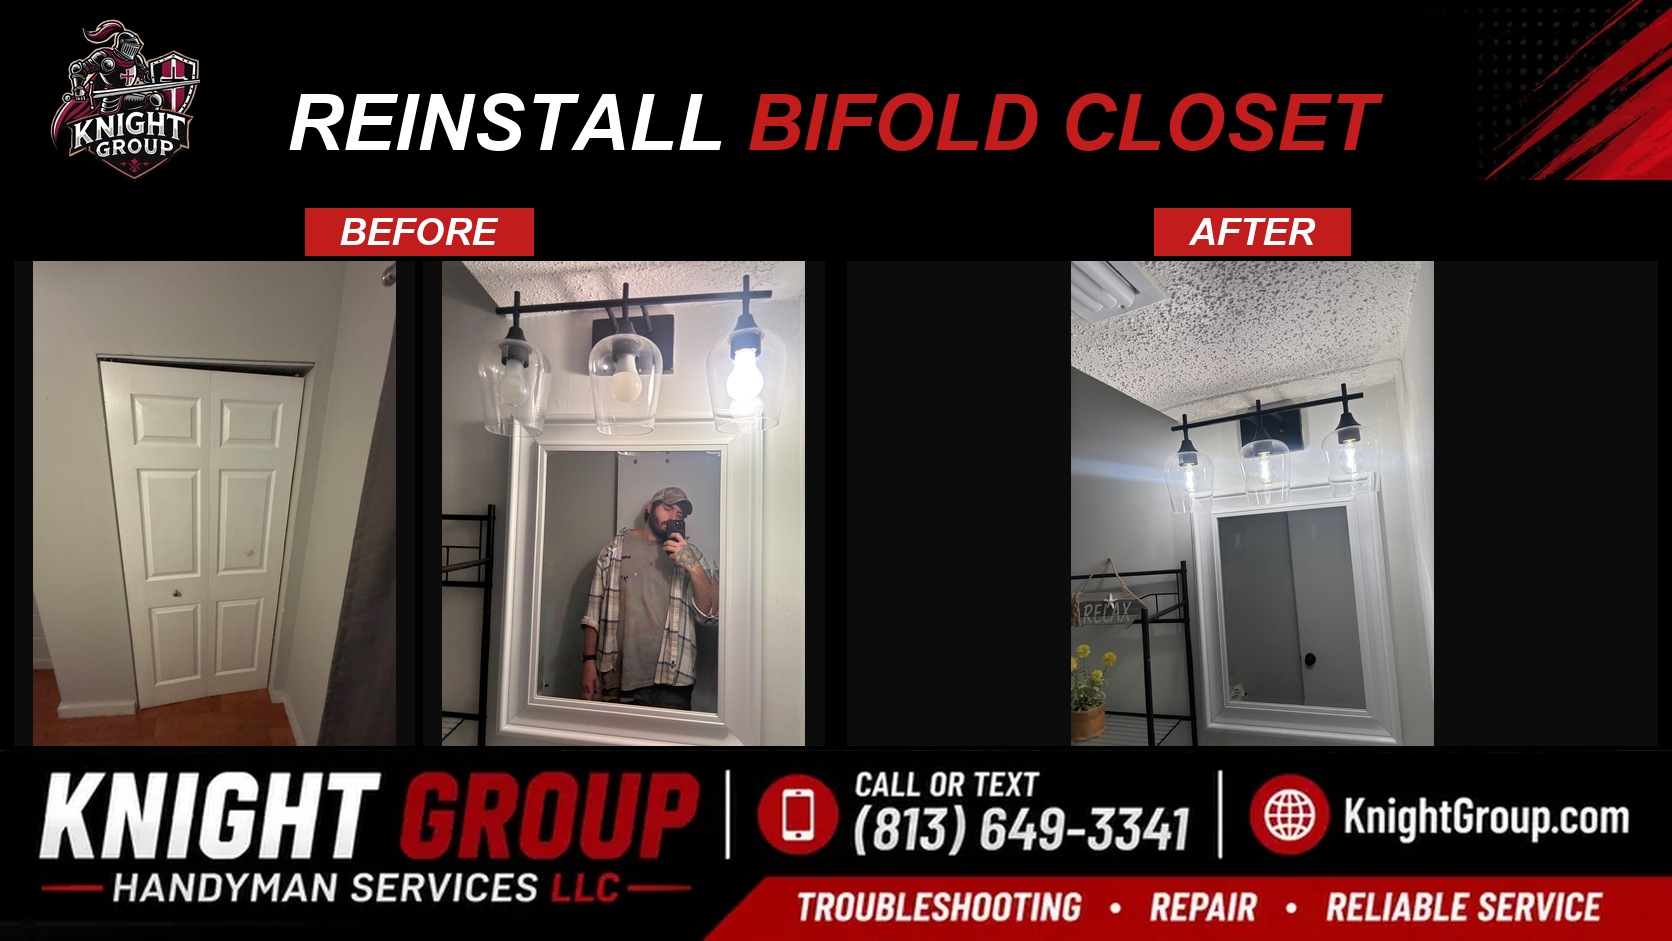 KNIGHT
GROUP
REINSTALL BIFOLD CLOSET
BEFORE
AFTER
RELAX
KNIGHT GROUP
HANDYMAN SERVICES LLC
CALL OR TEXT
(813) 649-3341
KnightGroup.com
TROUBLESHOOTING • REPAIR • RELIABLE SERVICE